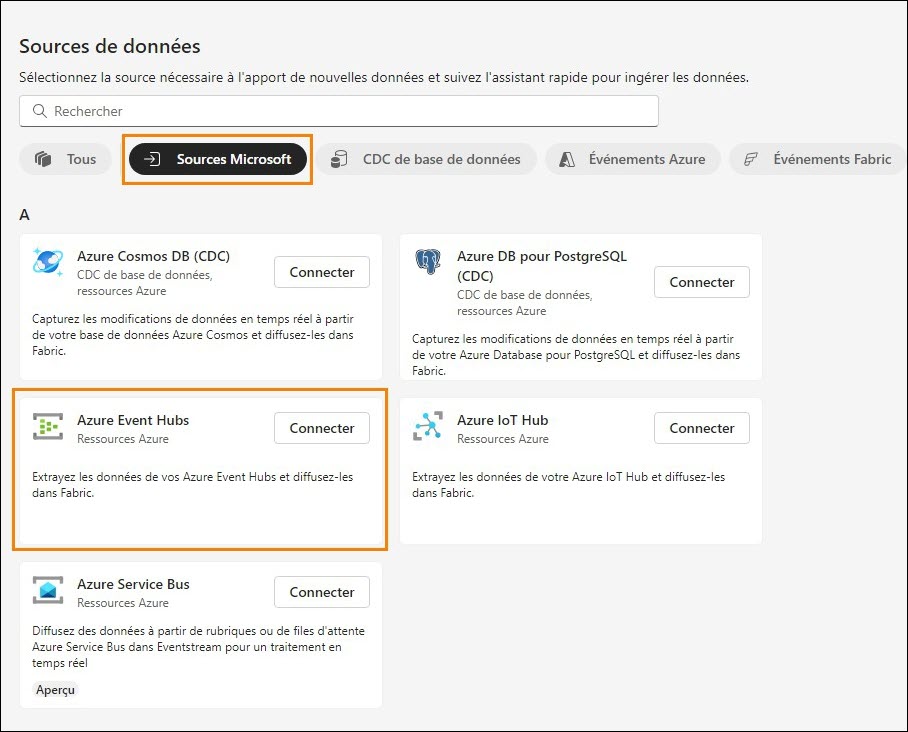 Sources de données
Sélectionnez la source nécessaire à l'apport de nouvelles données et suivez l'assistant rapide pour ingérer les données.
Rechercher
Tous
Sources Microsoft
CDC de base de données
Événements Azure
Événements Fabric
A
Azure Cosmos DB (CDC)
CDC de base de données,
ressources Azure
Connecter
Capturez les modifications de données en temps réel à partir
de votre base de données Azure Cosmos et diffusez-les dans
Fabric.
Azure DB pour PostgreSQL
(CDC)
CDC de base de données,
ressources Azure
Connecter
Capturez les modifications de données en temps réel à partir
de votre Azure Database pour PostgreSQL et diffusez-les dans
Fabric.
Azure Event Hubs
Ressources Azure
Connecter
Extrayez les données de vos Azure Event Hubs et diffusez-les
dans Fabric.
Azure IoT Hub
Ressources Azure
Connecter
Extrayez les données de votre Azure IoT Hub et diffusez-les
dans Fabric.
Azure Service Bus
Ressources Azure
Connecter
Diffusez des données à partir de rubriques ou de files d'attente
Azure Service Bus dans Eventstream pour un traitement en
temps réel
Aperçu